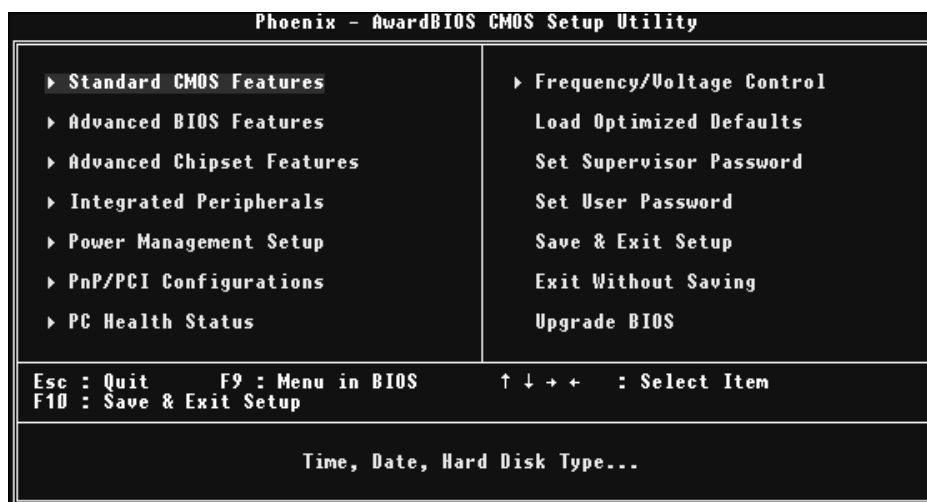 Phoenix - AwardBIOS CMOS Setup Utility
▸ Standard CMOS Features
▸ Advanced BIOS Features
▸ Advanced Chipset Features
▸ Integrated Peripherals
▸ Power Management Setup
▸ PnP/PCI Configurations
▸ PC Health Status
▸ Frequency/Voltage Control
Load Optimized Defaults
Set Supervisor Password
Set User Password
Save & Exit Setup
Exit Without Saving
Upgrade BIOS
Esc : Quit F9 : Menu in BIOS ↑ ↓ → ← : Select Item
F10 : Save & Exit Setup
Time, Date, Hard Disk Type...